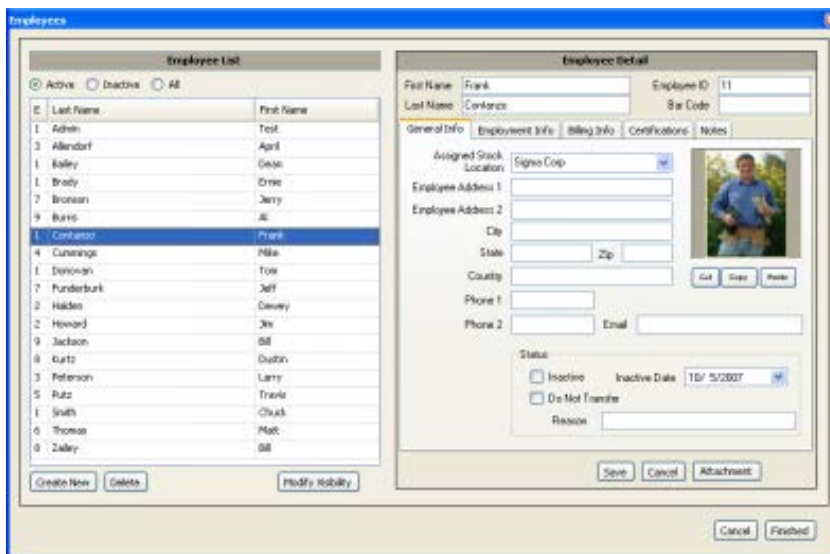 Employees
Employee List
Active Inactive All
E Last Name First Name
1 Admin Test
3 Allendorf April
1 Bailey Dean
1 Brady Ernie
7 Bronson Jerry
9 Burris Al
1 Contanzo Frank
4 Cummings Mike
1 Donovan Tom
7 Funderburk Jeff
2 Halden Dewey
2 Howard Jim
9 Jackson Bill
8 Kurtz Dustin
3 Peterson Larry
5 Putz Travis
1 Smith Chuck
6 Thomas Matt
8 Zailey Bill
Create New Delete Modify Visibility
Employee Detail
First Name Frank Employee ID 11
Last Name Contanzo Bar Code
General Info Employment Info Billing Info Certifications Notes
Assigned Stock
Location Sigma Corp
Employee Address 1
Employee Address 2
City
State Zip
Country
Cut Copy Paste
Phone 1
Phone 2 Email
Status
Inactive Inactive Date 10/ 5/2007
Do Not Transfer
Reason
Save Cancel Attachment
Cancel Finished